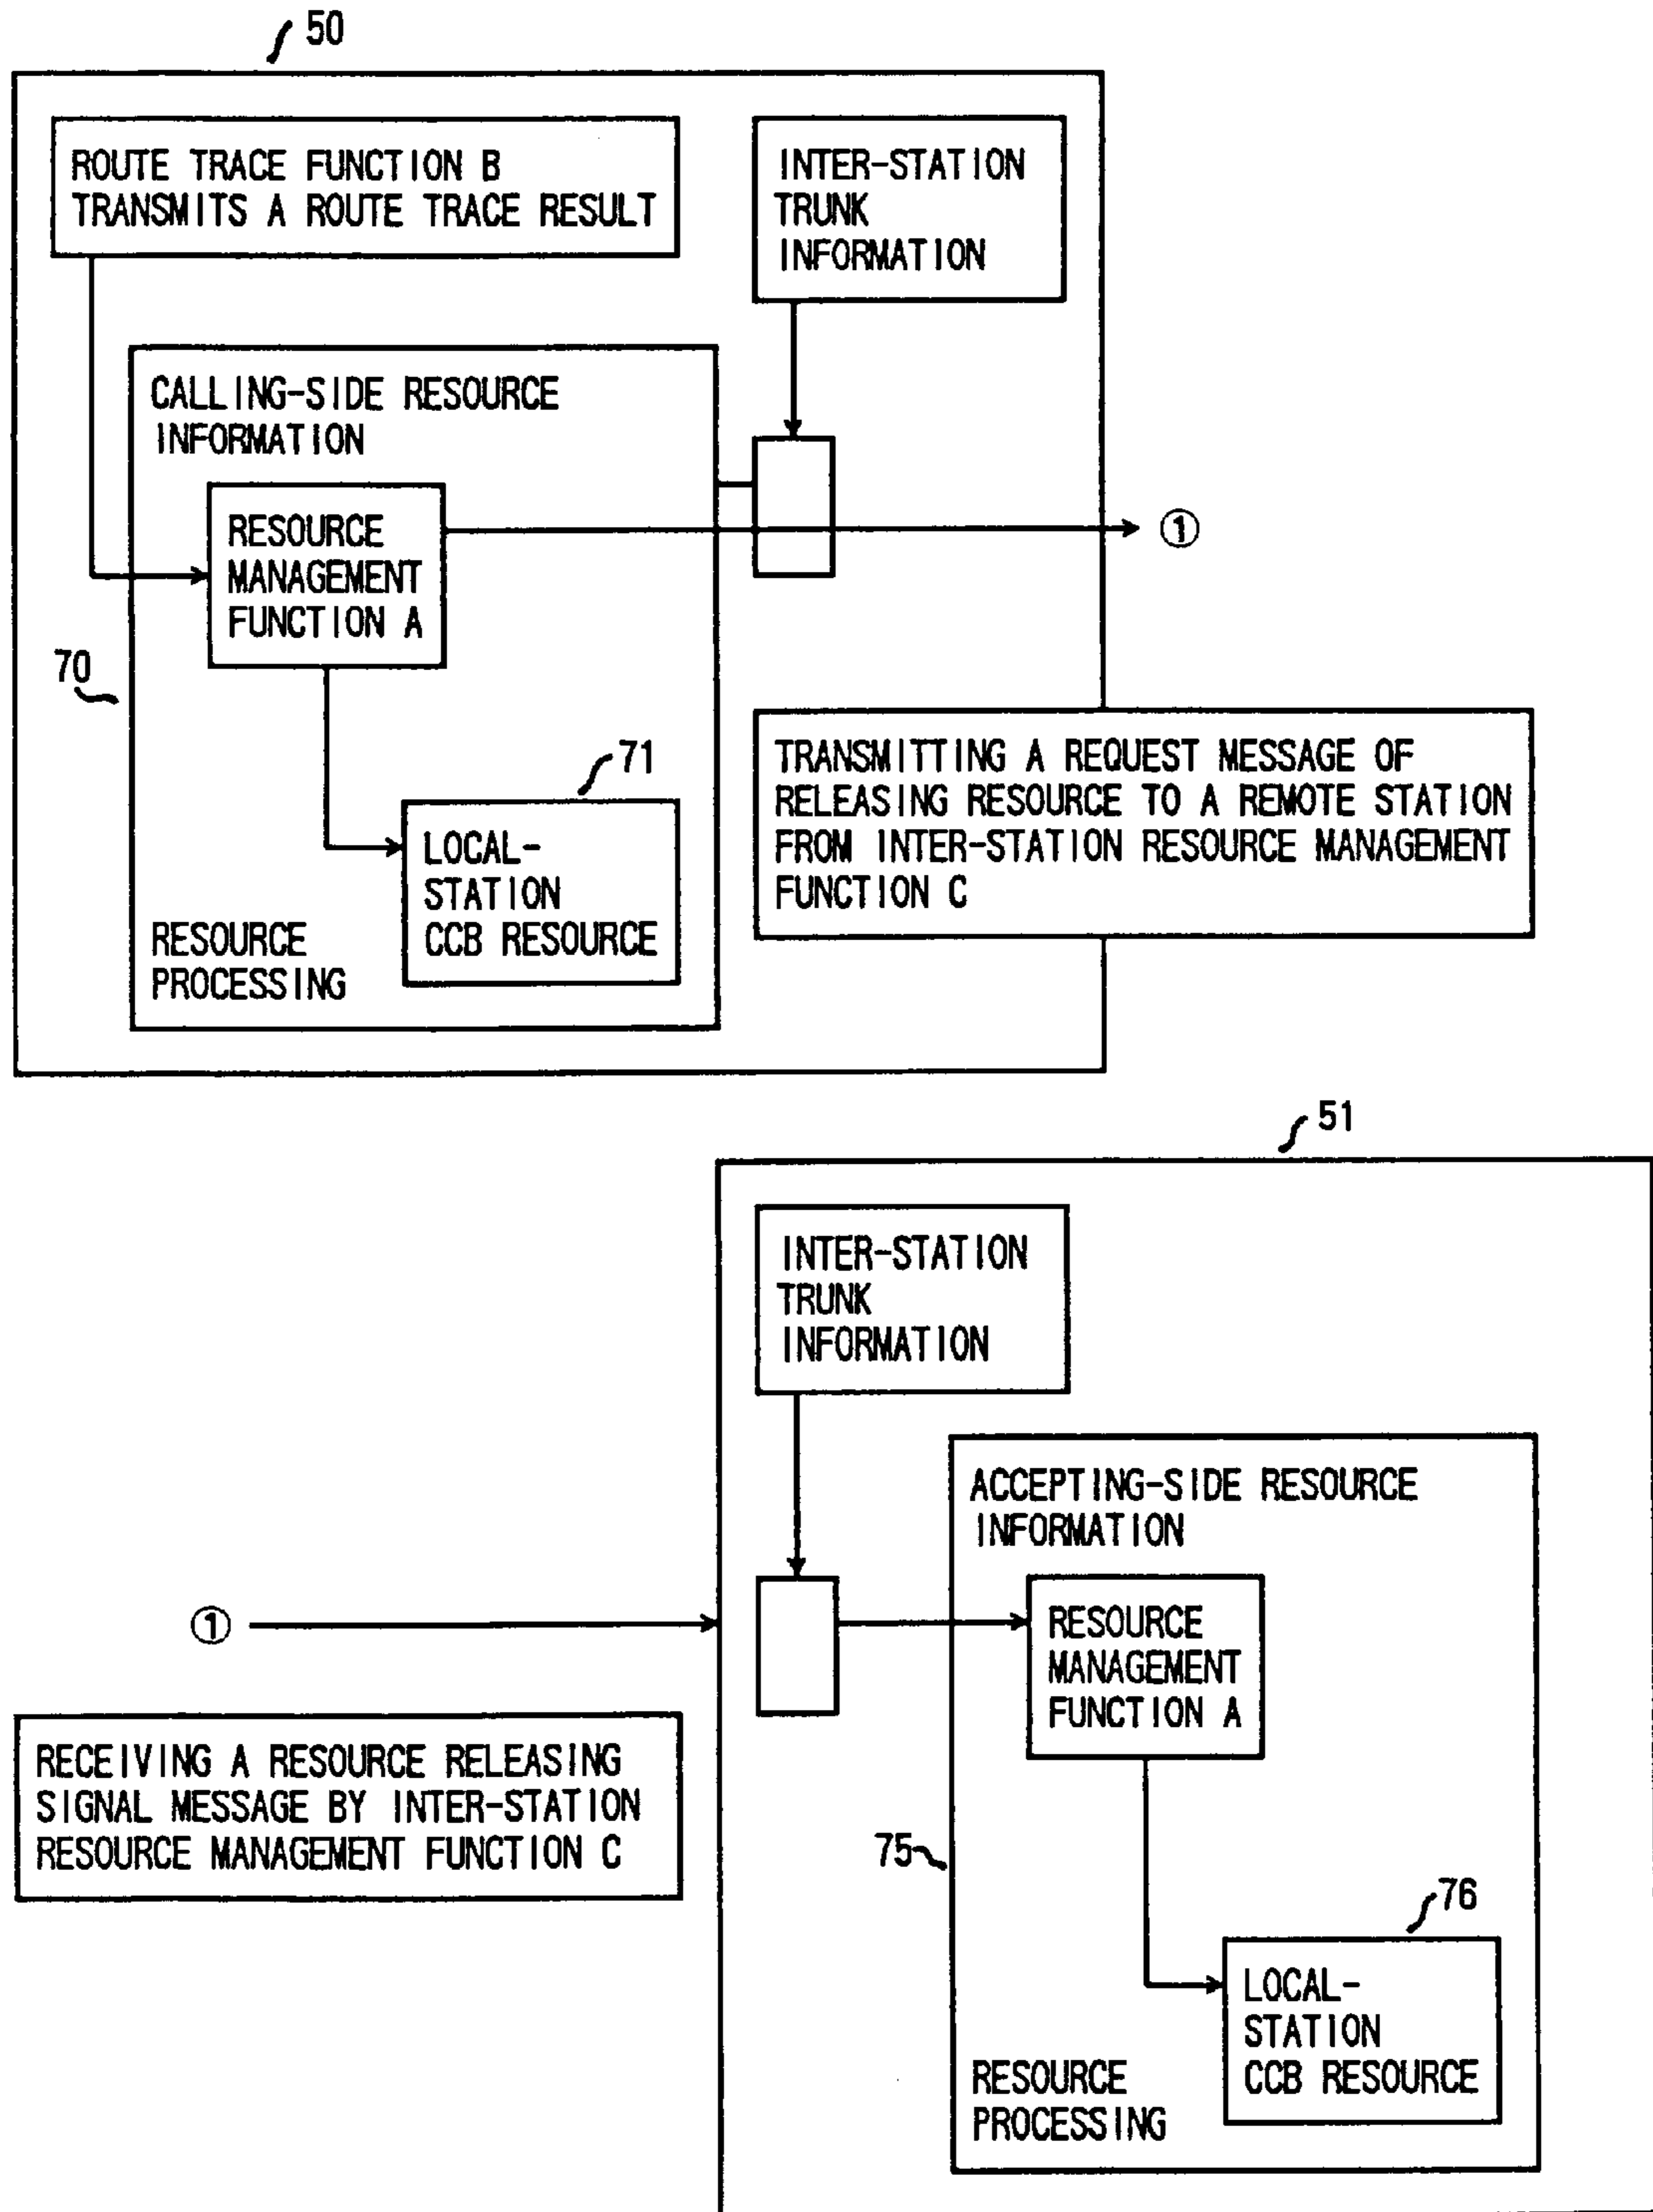 50
ROUTE TRACE FUNCTION B
TRANSMITS A ROUTE TRACE RESULT
INTER-STATION
TRUNK
INFORMATION
CALLING-SIDE RESOURCE
INFORMATION
RESOURCE
MANAGEMENT
FUNCTION A
①
70
71
LOCAL-
STATION
CCB RESOURCE
RESOURCE
PROCESSING
TRANSMITTING A REQUEST MESSAGE OF
RELEASING RESOURCE TO A REMOTE STATION
FROM INTER-STATION RESOURCE MANAGEMENT
FUNCTION C
51
INTER-STATION
TRUNK
INFORMATION
ACCEPTING-SIDE RESOURCE
INFORMATION
①
RESOURCE
MANAGEMENT
FUNCTION A
RECEIVING A RESOURCE RELEASING
SIGNAL MESSAGE BY INTER-STATION
RESOURCE MANAGEMENT FUNCTION C
75
76
LOCAL-
STATION
CCB RESOURCE
RESOURCE
PROCESSING